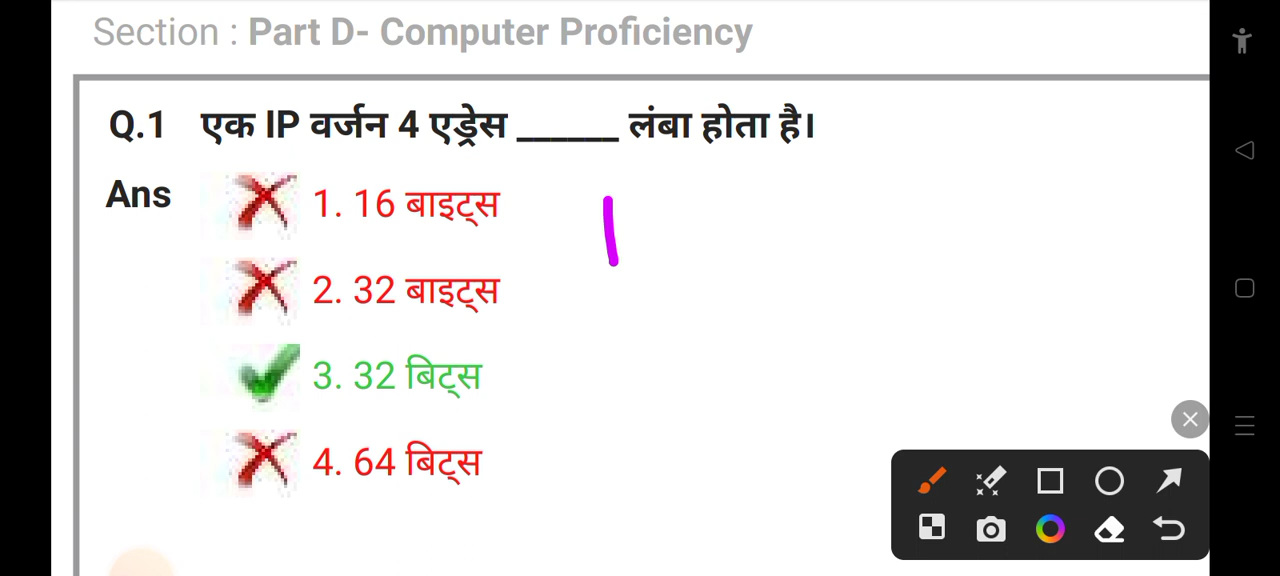 Section : Part D- Computer Proficiency
Q.1 एक IP वर्जन 4 एड्रेस ______ लंबा होता है।
Ans 1. 16 बाइट्स
2. 32 बाइट्स
3. 32 बिट्स
4. 64 बिट्स